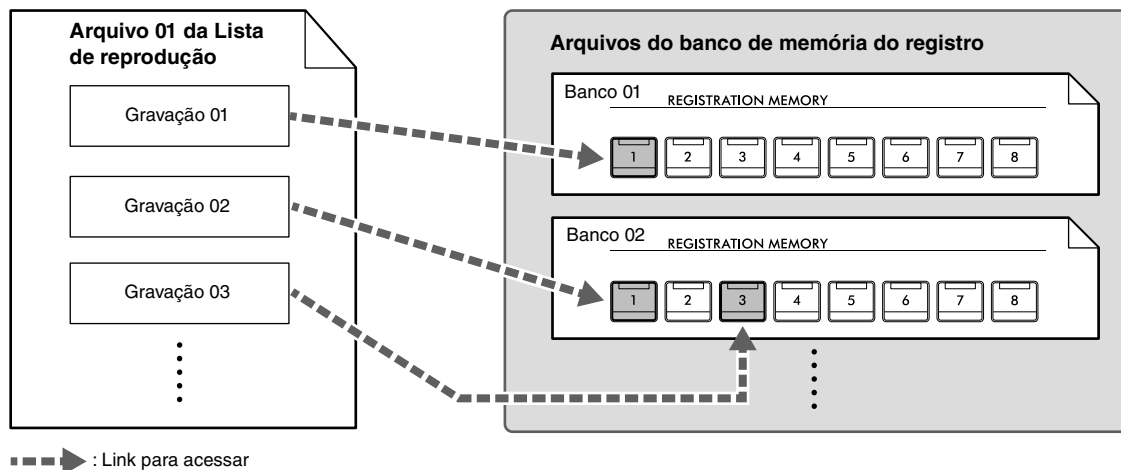 Arquivo 01 da Lista
de reprodução
Gravação 01
Gravação 02
Gravação 03
Arquivos do banco de memória do registro
Banco 01
REGISTRATION MEMORY
1 2 3 4 5 6 7 8
Banco 02
REGISTRATION MEMORY
1 2 3 4 5 6 7 8
: Link para acessar